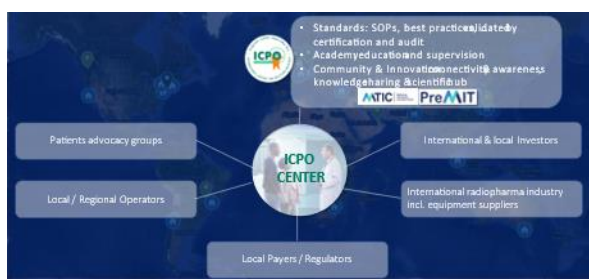 Standards: SOPs, best practices, validated by
certification and audit
Academy education and supervision
Community & Innovation connectivity & awareness,
knowledge sharing & scientific hub
ICPO
MTIC
PreMIT
Patients advocacy groups
International & local Investors
ICPO
CENTER
Local / Regional Operators
International radiopharma industry
incl. equipment suppliers
Local Payers / Regulators